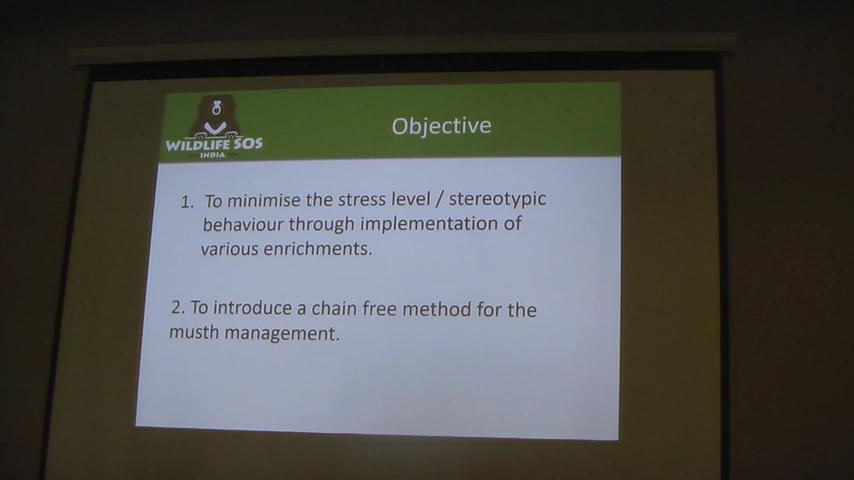 WILDLIFE SOS
INDIA
Objective
1. To minimise the stress level / stereotypic
behaviour through implementation of
various enrichments.
2. To introduce a chain free method for the
musth management.